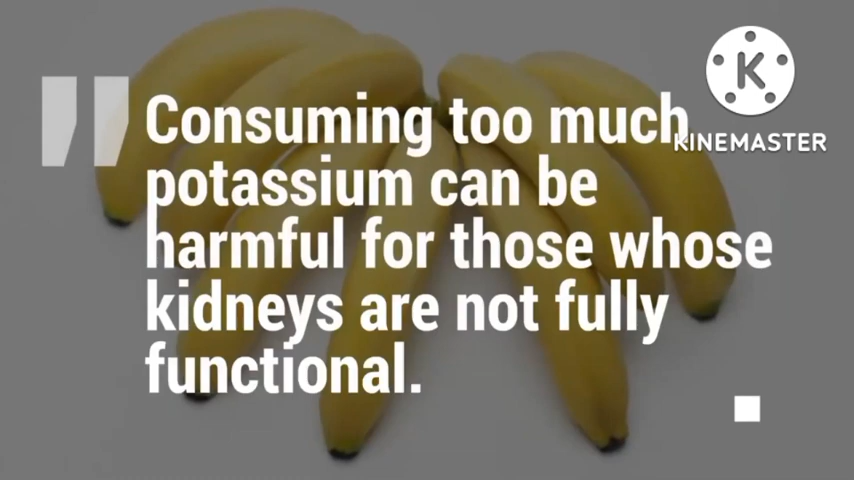 Consuming too much
potassium can be
harmful for those whose
kidneys are not fully
functional.
K
KINEMASTER